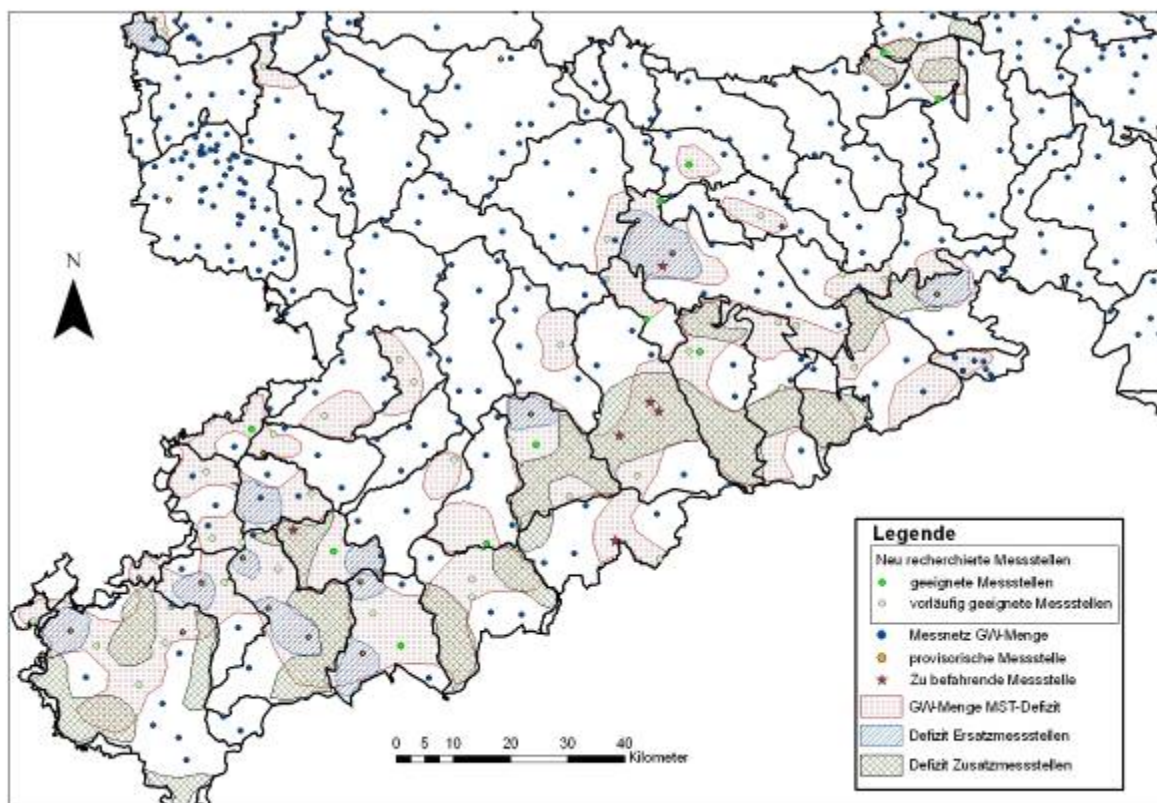 N
0 5 10 20 30 40
Kilometer
Legende
Neu recherchierte Messstellen
geeignete Messstellen
vorläufig geeignete Messstellen
Messnetz GW-Menge
provisorische Messstelle
Zu befahrende Messstelle
GW-Menge MST-Defizit
Defizit Ersatzmessstellen
Defizit Zusatzmessstellen